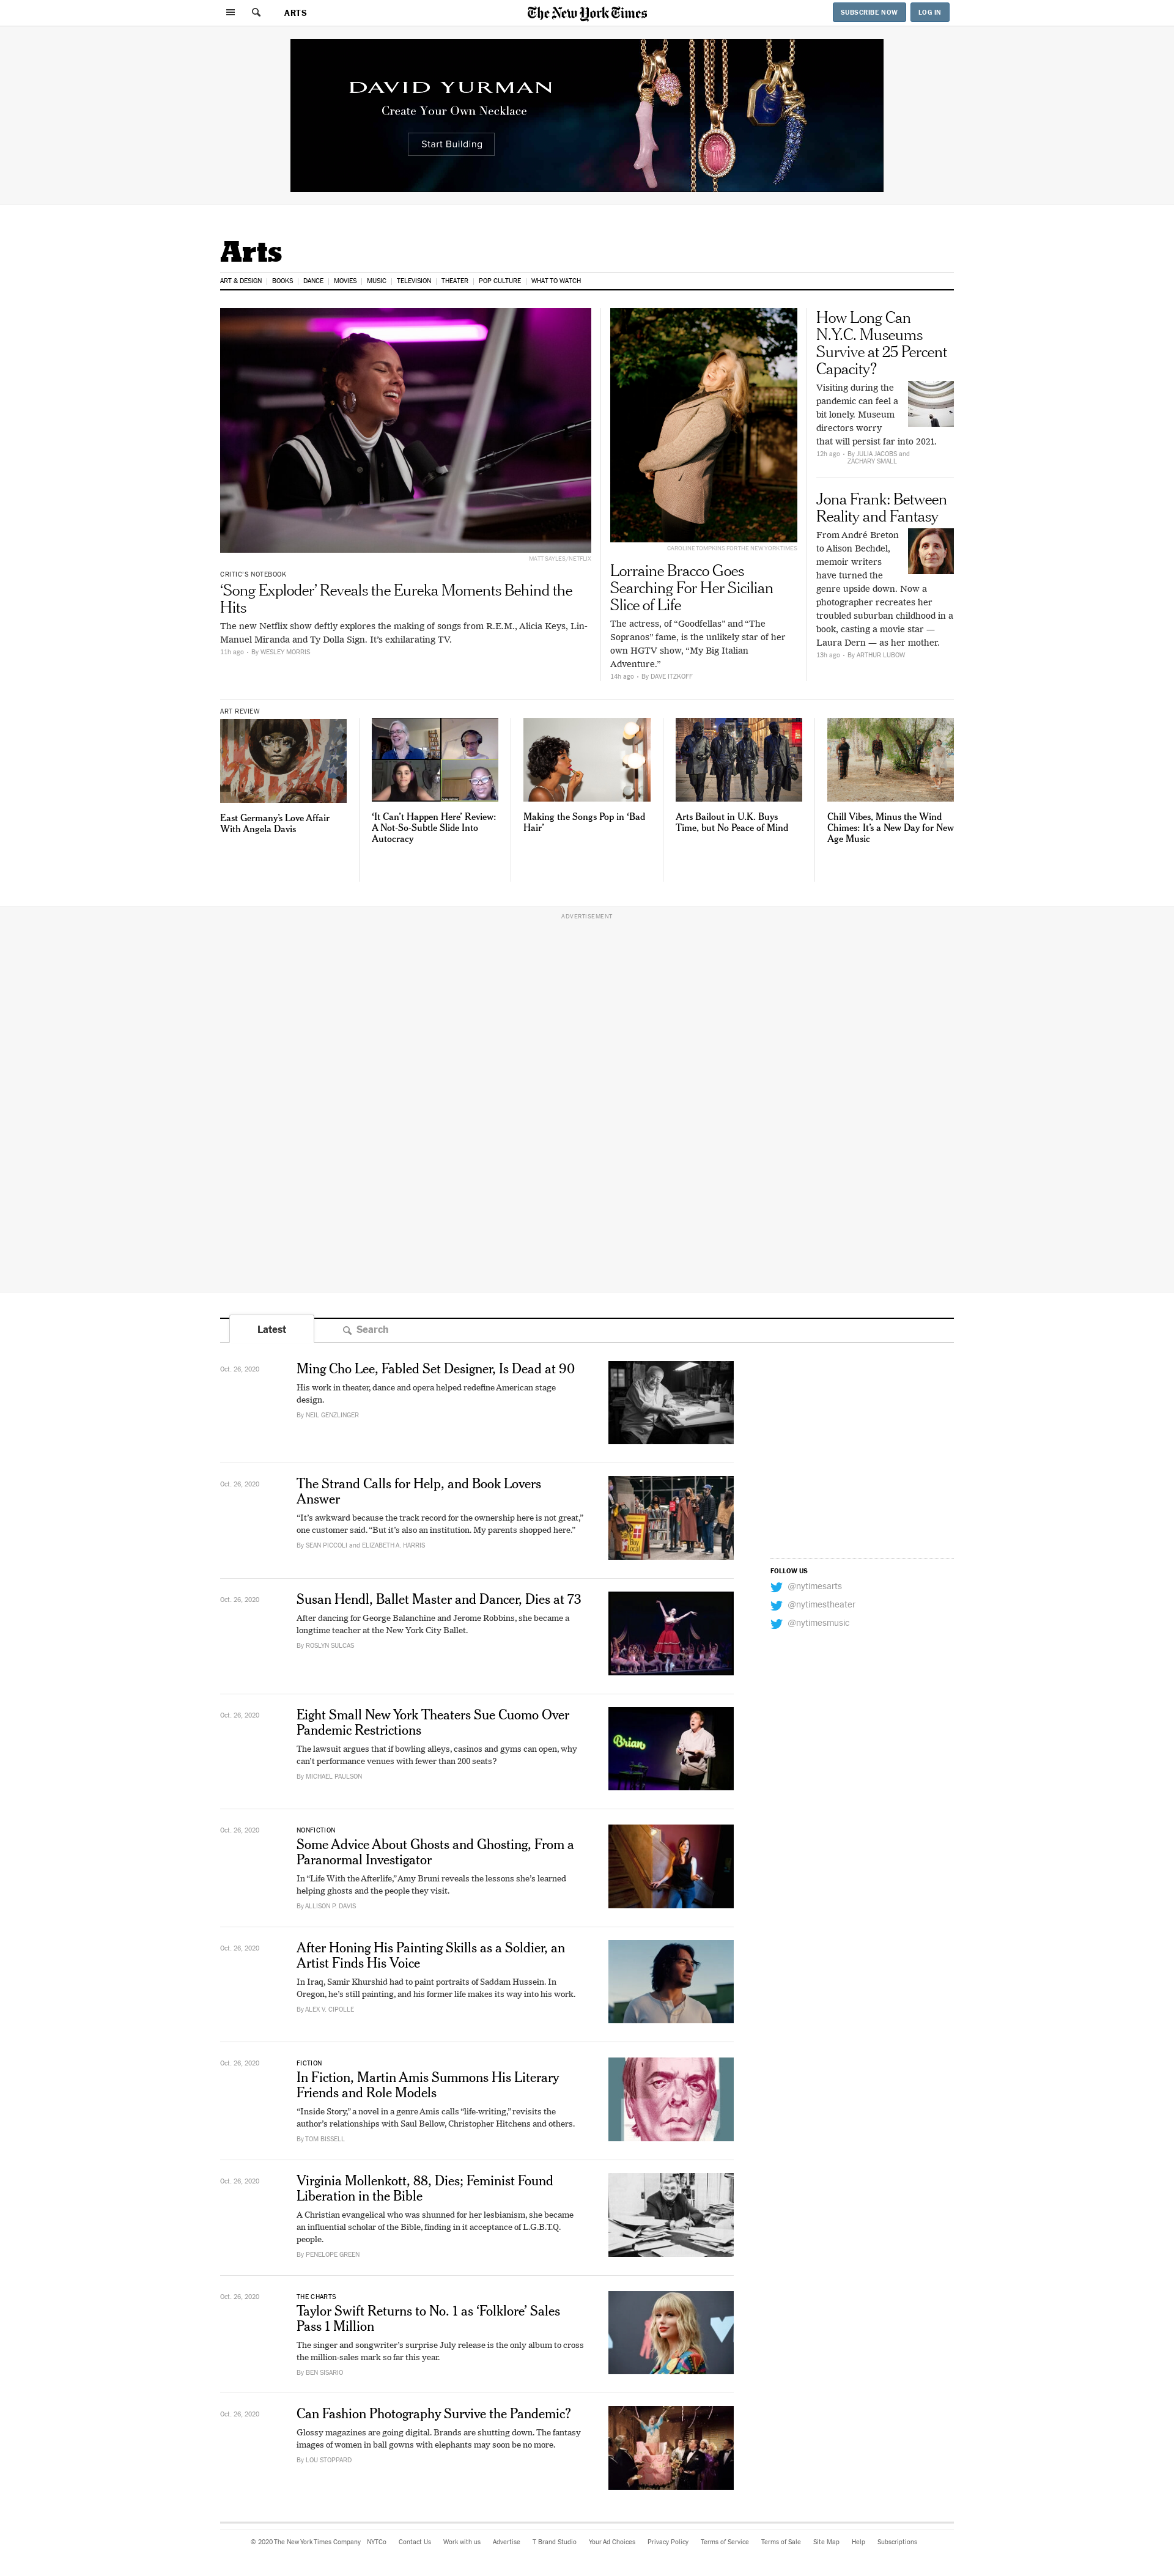 ARTS
The New York Times
SUBSCRIBE NOW
LOG IN
DAVID YURMAN
Create Your Own Necklace
Start Building
Arts
ART & DESIGN
BOOKS
DANCE
MOVIES
MUSIC
TELEVISION
THEATER
POP CULTURE
WHAT TO WATCH
MATT SAYLES/NETFLIX
CRITIC'S NOTEBOOK
‘Song Exploder’ Reveals the Eureka Moments Behind the
Hits
The new Netflix show deftly explores the making of songs from R.E.M., Alicia Keys, Lin-
Manuel Miranda and Ty Dolla Sign. It’s exhilarating TV.
11h ago • By WESLEY MORRIS
CAROLINE TOMPKINS FOR THE NEW YORK TIMES
Lorraine Bracco Goes
Searching For Her Sicilian
Slice of Life
The actress, of “Goodfellas” and “The
Sopranos” fame, is the unlikely star of her
own HGTV show, “My Big Italian
Adventure.”
14h ago • By DAVE ITZKOFF
How Long Can
N.Y.C. Museums
Survive at 25 Percent
Capacity?
Visiting during the
pandemic can feel a
bit lonely. Museum
directors worry
that will persist far into 2021.
12h ago • By JULIA JACOBS and
ZACHARY SMALL
Jona Frank: Between
Reality and Fantasy
From André Breton
to Alison Bechdel,
memoir writers
have turned the
genre upside down. Now a
photographer recreates her
troubled suburban childhood in a
book, casting a movie star —
Laura Dern — as her mother.
13h ago • By ARTHUR LUBOW
ART REVIEW
East Germany’s Love Affair
With Angela Davis
‘It Can’t Happen Here’ Review:
A Not-So-Subtle Slide Into
Autocracy
Making the Songs Pop in ‘Bad
Hair’
Arts Bailout in U.K. Buys
Time, but No Peace of Mind
Chill Vibes, Minus the Wind
Chimes: It’s a New Day for New
Age Music
ADVERTISEMENT
Latest
Search
Oct. 26, 2020
Ming Cho Lee, Fabled Set Designer, Is Dead at 90
His work in theater, dance and opera helped redefine American stage
design.
By NEIL GENZLINGER
Oct. 26, 2020
The Strand Calls for Help, and Book Lovers
Answer
“It’s awkward because the track record for the ownership here is not great,”
one customer said. “But it’s also an institution. My parents shopped here.”
By SEAN PICCOLI and ELIZABETH A. HARRIS
Buy
Local
FOLLOW US
@nytimesarts
@nytimestheater
@nytimesmusic
Oct. 26, 2020
Susan Hendl, Ballet Master and Dancer, Dies at 73
After dancing for George Balanchine and Jerome Robbins, she became a
longtime teacher at the New York City Ballet.
By ROSLYN SULCAS
Oct. 26, 2020
Eight Small New York Theaters Sue Cuomo Over
Pandemic Restrictions
The lawsuit argues that if bowling alleys, casinos and gyms can open, why
can’t performance venues with fewer than 200 seats?
By MICHAEL PAULSON
Brian
Oct. 26, 2020
NONFICTION
Some Advice About Ghosts and Ghosting, From a
Paranormal Investigator
In “Life With the Afterlife,” Amy Bruni reveals the lessons she’s learned
helping ghosts and the people they visit.
By ALLISON P. DAVIS
Oct. 26, 2020
After Honing His Painting Skills as a Soldier, an
Artist Finds His Voice
In Iraq, Samir Khurshid had to paint portraits of Saddam Hussein. In
Oregon, he’s still painting, and his former life makes its way into his work.
By ALEX V. CIPOLLE
Oct. 26, 2020
FICTION
In Fiction, Martin Amis Summons His Literary
Friends and Role Models
“Inside Story,” a novel in a genre Amis calls “life-writing,” revisits the
author’s relationships with Saul Bellow, Christopher Hitchens and others.
By TOM BISSELL
Oct. 26, 2020
Virginia Mollenkott, 88, Dies; Feminist Found
Liberation in the Bible
A Christian evangelical who was shunned for her lesbianism, she became
an influential scholar of the Bible, finding in it acceptance of L.G.B.T.Q.
people.
By PENELOPE GREEN
Oct. 26, 2020
THE CHARTS
Taylor Swift Returns to No. 1 as ‘Folklore’ Sales
Pass 1 Million
The singer and songwriter’s surprise July release is the only album to cross
the million-sales mark so far this year.
By BEN SISARIO
Oct. 26, 2020
Can Fashion Photography Survive the Pandemic?
Glossy magazines are going digital. Brands are shutting down. The fantasy
images of women in ball gowns with elephants may soon be no more.
By LOU STOPPARD
© 2020 The New York Times Company NYTCo Contact Us Work with us Advertise T Brand Studio Your Ad Choices Privacy Policy Terms of Service Terms of Sale Site Map Help Subscriptions